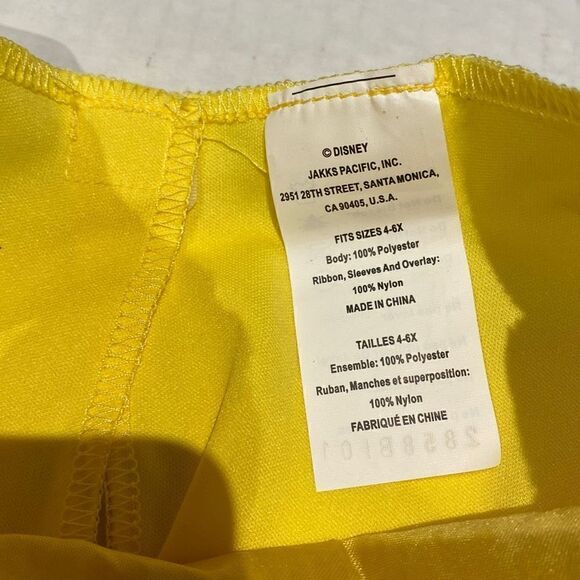 © DISNEY
JAKKS PACIFIC, INC.
2951 28TH STREET, SANTA MONICA,
CA 90405, U.S.A.
FITS SIZES 4-6X
Body: 100% Polyester
Ribbon, Sleeves And Overlay:
100% Nylon
MADE IN CHINA
TAILLES 4-6X
Ensemble: 100% Polyester
Ruban, Manches et superposition:
100% Nylon
FABRIQUÉ EN CHINE